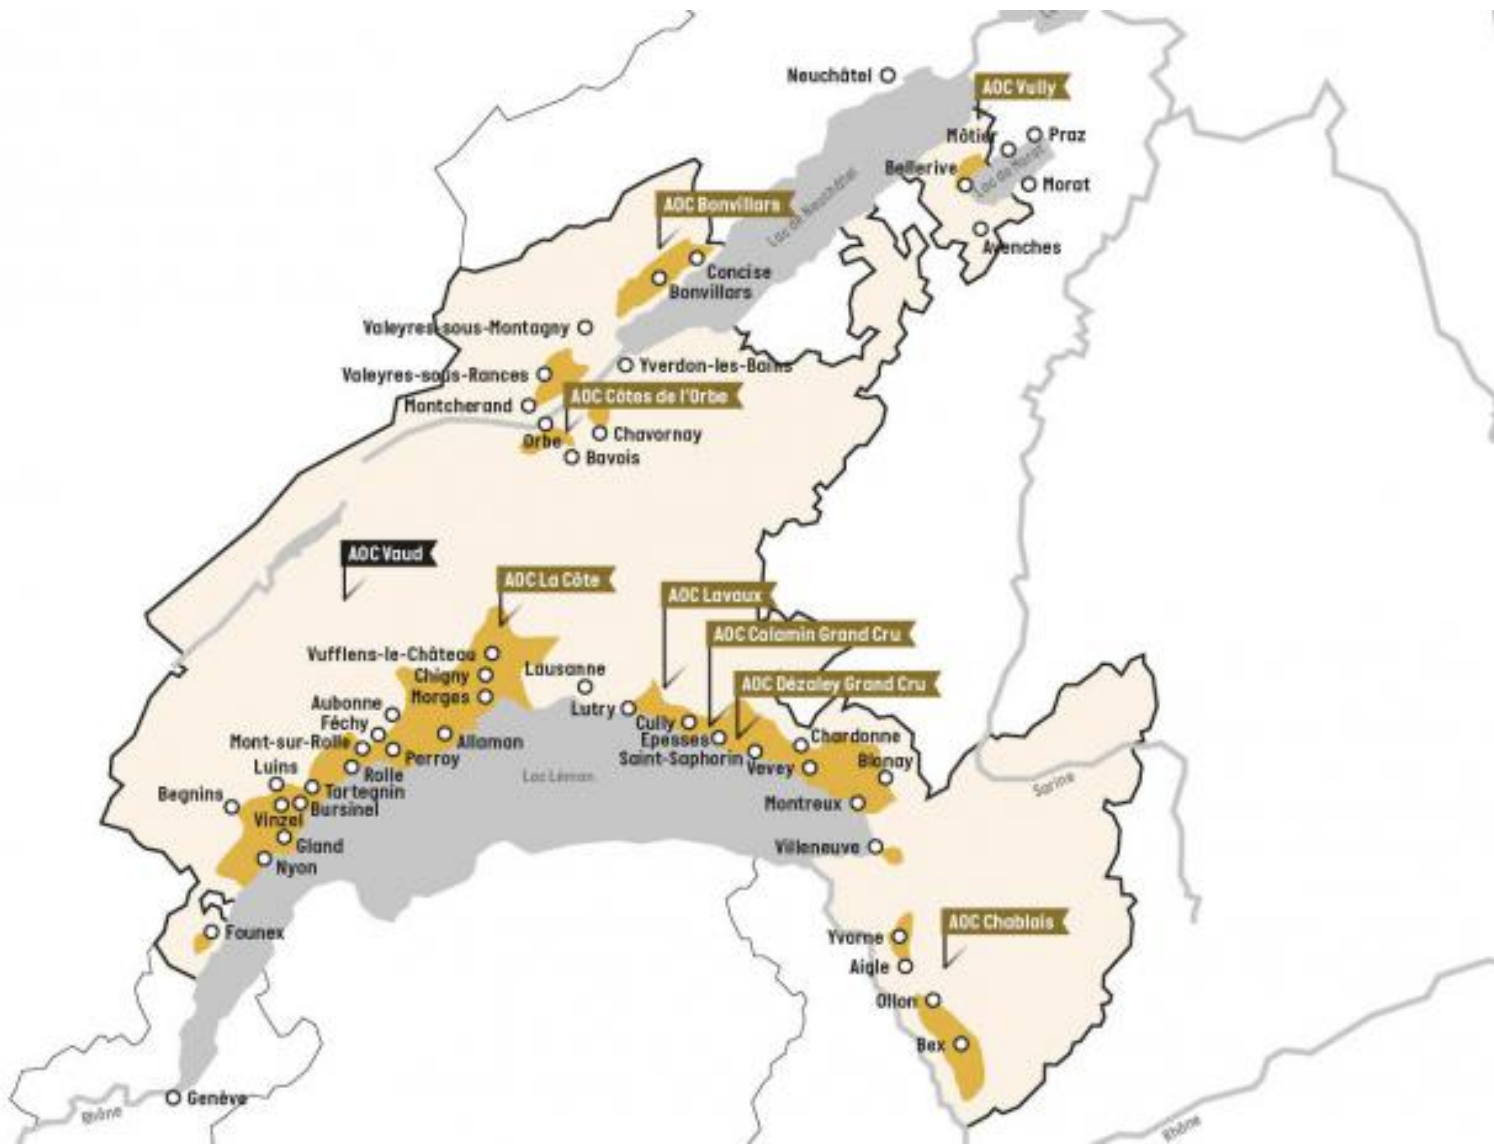 Neuchâtel
AOC Vully
Môtier
Praz
Bellerive
Lac de Morat
Morat
Lac de Neuchâtel
AOC Bonvillars
Avenches
Concise
Bonvillars
Valeyres-sous-Montagny
Yverdon-les-Bains
Valeyres-sous-Rances
AOC Côtes de l'Orbe
Montcherand
Orbe
Chavornay
Bavois
AOC Vaud
AOC La Côte
AOC Lavaux
AOC Calamin Grand Cru
Vufflens-le-Château
Lausanne
Chigny
AOC Dézaley Grand Cru
Morges
Aubonne
Lutry
Féchy
Cully
Mont-sur-Rolle
Allaman
Epesses
Chardonne
Perroy
Saint-Saphorin
Vevey
Blonay
Luins
Rolle
Lac Léman
Sarine
Tartegnin
Begnins
Bursinel
Montreux
Vinzel
Gland
Villeneuve
Nyon
AOC Chablais
Founex
Yvorne
Aigle
Ollon
Bex
Genève
Rhône
Rhône